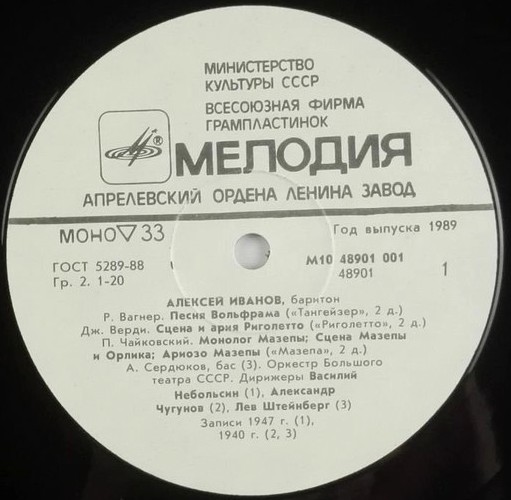 МИНИСТЕРСТВО
КУЛЬТУРЫ СССР
ВСЕСОЮЗНАЯ ФИРМА
ГРАМПЛАСТИНОК
® МЕЛОДИЯ
АПРЕЛЕВСКИЙ ОРДЕНА ЛЕНИНА ЗАВОД
МОНО ▽ 33
Год выпуска 1989
ГОСТ 5289-88
М10 48901 001
Гр. 2. 1-20
48901
1
АЛЕКСЕЙ ИВАНОВ, баритон
Р. Вагнер. Песня Вольфрама («Тангейзер», 2 д.)
Дж. Верди. Сцена и ария Риголетто («Риголетто», 2 д.)
П. Чайковский. Монолог Мазепы; Сцена Мазепы
и Орлика; Ариозо Мазепы («Мазепа», 2 д.)
А. Сердюков, бас (3). Оркестр Большого
театра СССР. Дирижеры Василий
Небольсин (1), Александр
Чугунов (2), Лев Штейнберг (3)
Записи 1947 г. (1),
1940 г. (2, 3)